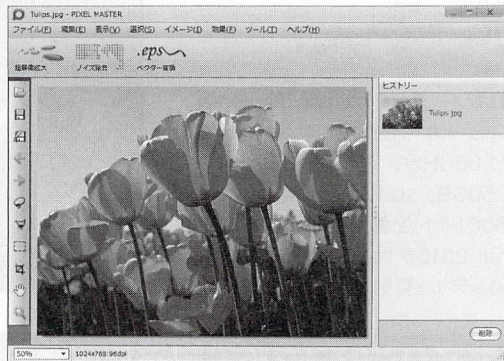 Tulips.jpg - PIXEL MASTER
ファイル(F) 編集(E) 表示(V) 選択(S) イメージ(I) 効果(E) ツール(T) ヘルプ(H)
.eps
超解像拡大 ノイズ除去 ベクター変換
ヒストリー
Tulips.jpg
削除
50% 1024x768:96dpi